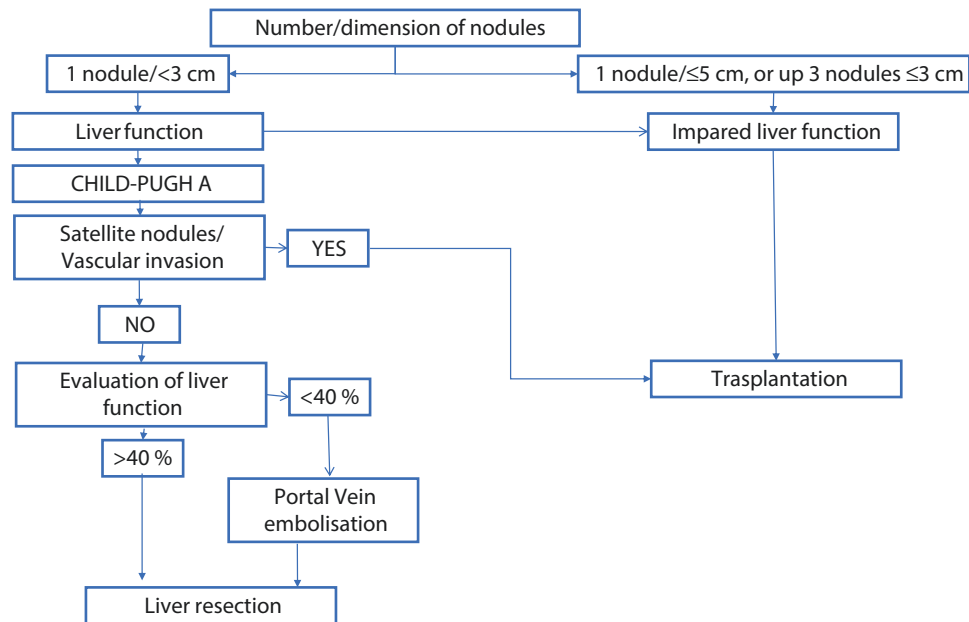 Number/dimension of nodules
1 nodule/<3 cm
1 nodule/≤5 cm, or up 3 nodules ≤3 cm
Liver function
Impared liver function
CHILD-PUGH A
Satellite nodules/
Vascular invasion
YES
NO
Evaluation of liver
function
<40 %
Trasplantation
>40 %
Portal Vein
embolisation
Liver resection